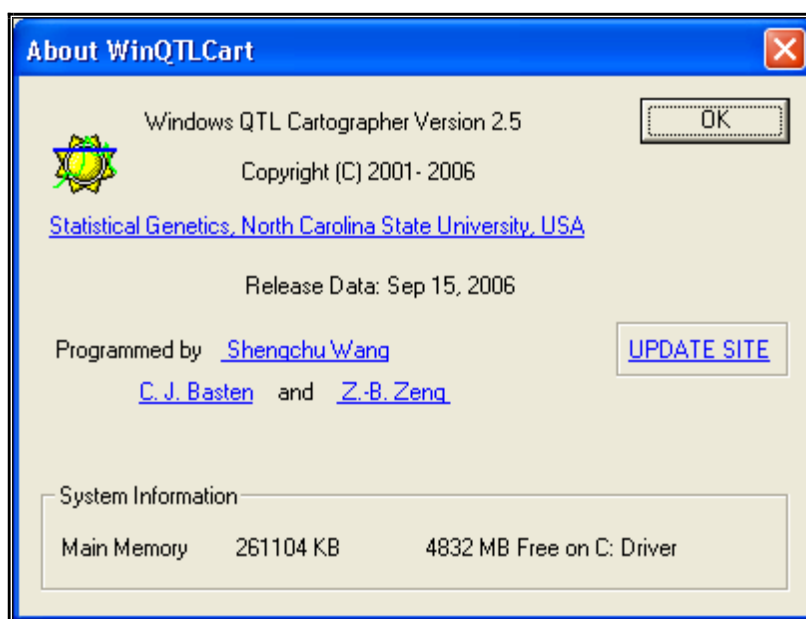 About WinQTLCart
Windows QTL Cartographer Version 2.5
OK
Copyright (C) 2001- 2006
Statistical Genetics, North Carolina State University, USA
Release Data: Sep 15, 2006
Programmed by Shengchu Wang
UPDATE SITE
C. J. Basten and Z.-B. Zeng
System Information
Main Memory 261104 KB 4832 MB Free on C: Driver